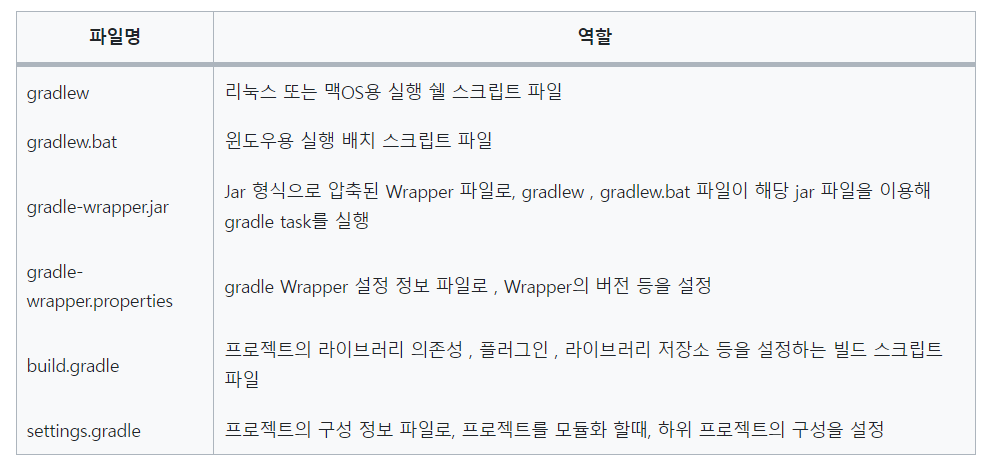 파일명 역할
gradlew 리눅스 또는 맥OS용 실행 쉘 스크립트 파일
gradlew.bat 윈도우용 실행 배치 스크립트 파일
gradle-wrapper.jar Jar 형식으로 압축된 Wrapper 파일로, gradlew , gradlew.bat 파일이 해당 jar 파일을 이용해
gradle task를 실행
gradle-
wrapper.properties gradle Wrapper 설정 정보 파일로 , Wrapper의 버전 등을 설정
build.gradle 프로젝트의 라이브러리 의존성 , 플러그인 , 라이브러리 저장소 등을 설정하는 빌드 스크립트
파일
settings.gradle 프로젝트의 구성 정보 파일로, 프로젝트를 모듈화 할때, 하위 프로젝트의 구성을 설정